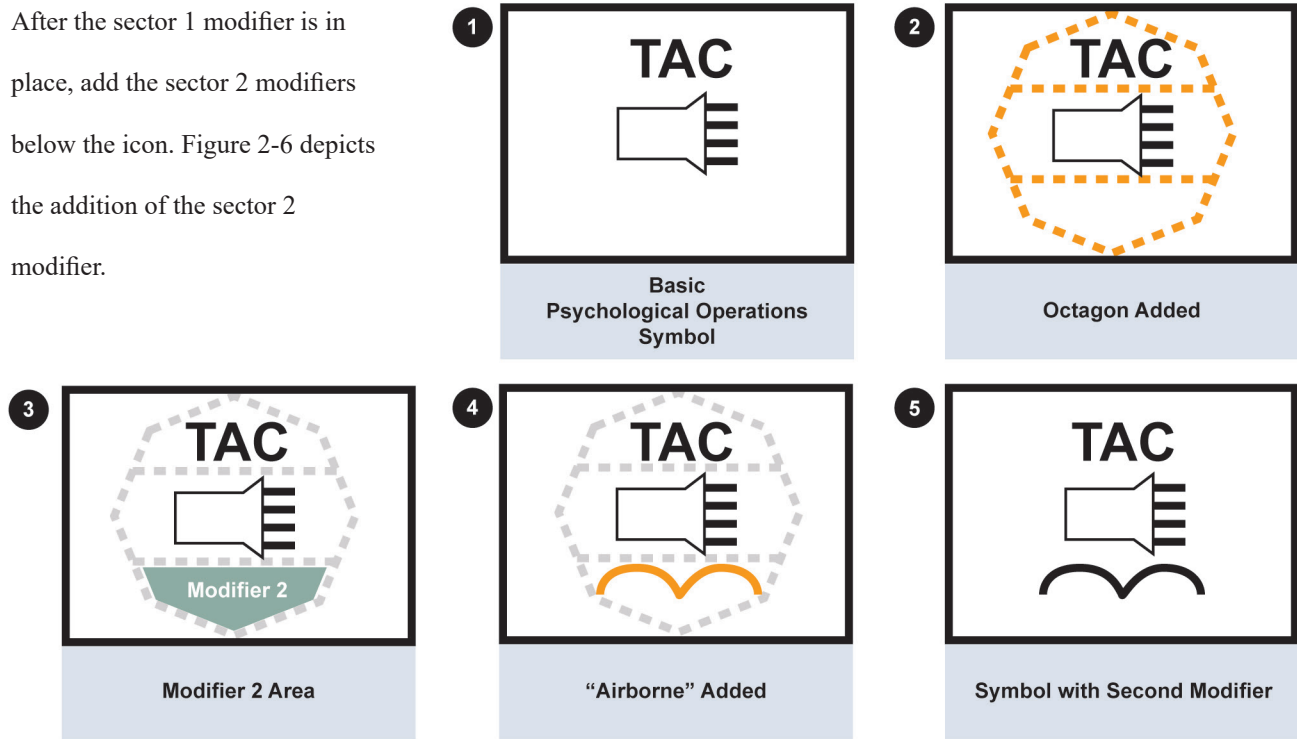 After the sector 1 modifier is in
place, add the sector 2 modifiers
below the icon. Figure 2-6 depicts
the addition of the sector 2
modifier.
1
TAC
Basic
Psychological Operations
Symbol
2
TAC
Octagon Added
3
TAC
Modifier 2
Modifier 2 Area
4
TAC
“Airborne” Added
5
TAC
Symbol with Second Modifier